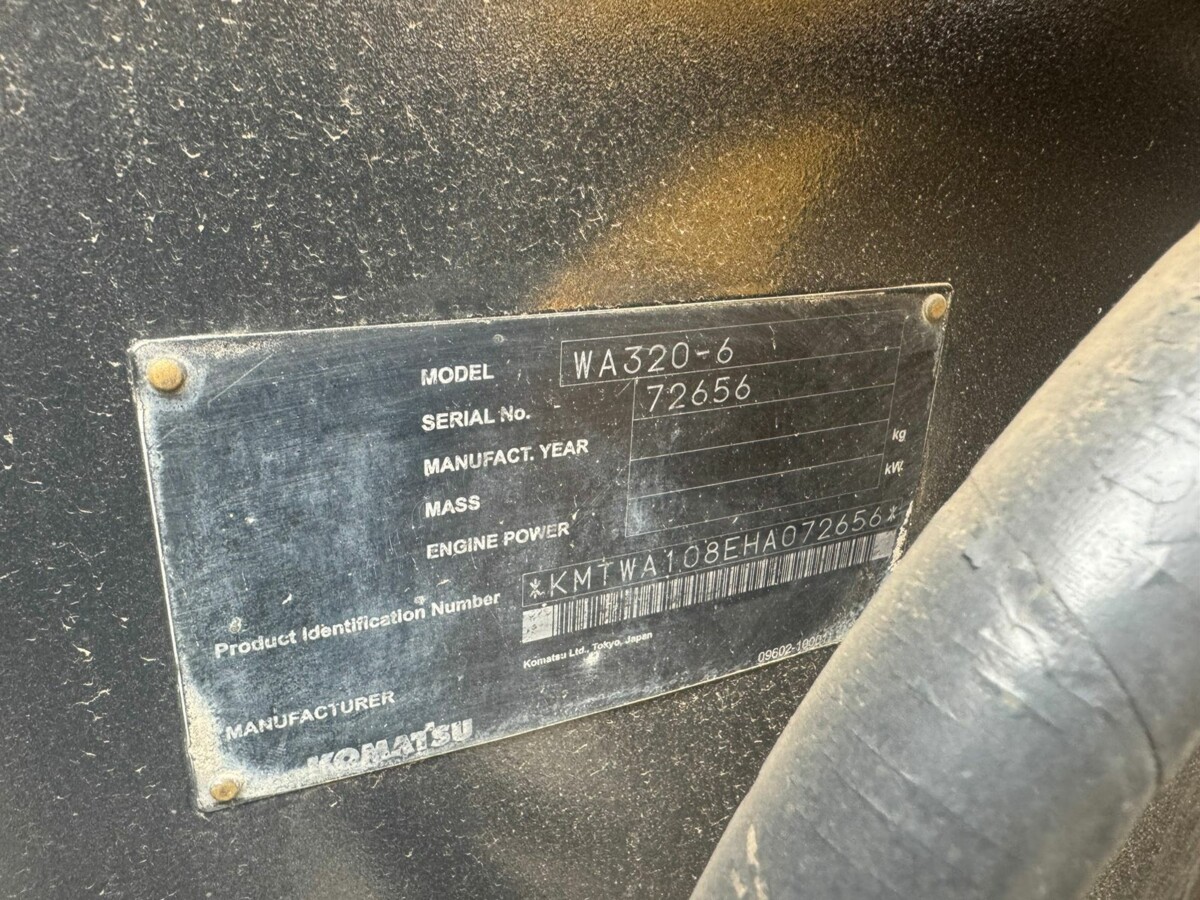 MODEL WA320-6
SERIAL No. 72656
MANUFACT. YEAR
MASS kg
ENGINE POWER kW
Product Identification Number *KMTWA108EHA072656*
Komatsu Ltd., Tokyo, Japan
MANUFACTURER
KOMATSU